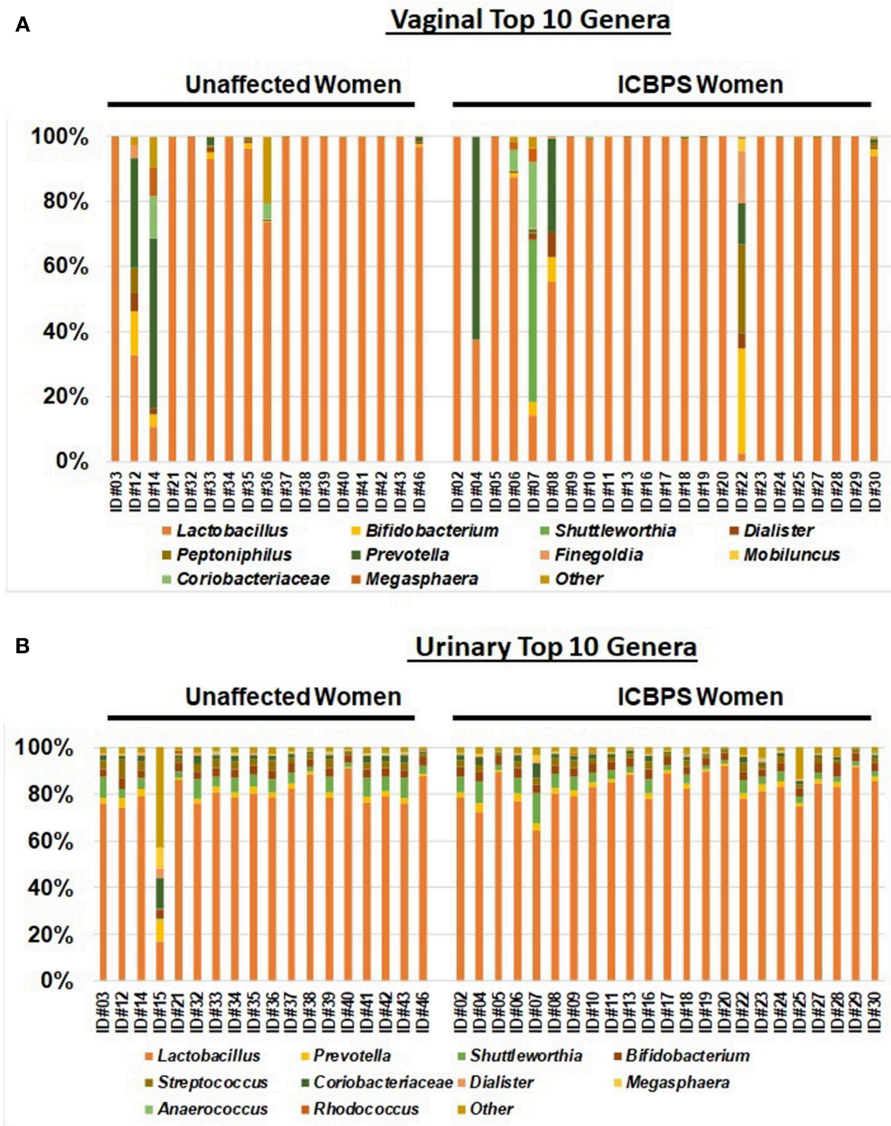 A
Vaginal Top 10 Genera
Unaffected Women ICBPS Women
100%
80%
60%
40%
20%
0%
ID#03 ID#12 ID#14 ID#21 ID#32 ID#33 ID#34 ID#35 ID#36 ID#37 ID#38 ID#39 ID#40 ID#41 ID#42 ID#43 ID#46 ID#02 ID#04 ID#05 ID#06 ID#07 ID#08 ID#09 ID#10 ID#11 ID#13 ID#16 ID#17 ID#18 ID#19 ID#20 ID#22 ID#23 ID#24 ID#25 ID#27 ID#28 ID#29 ID#30
Lactobacillus Bifidobacterium Shuttleworthia Dialister
Peptoniphilus Prevotella Finegoldia Mobiluncus
Coriobacteriaceae Megasphaera Other
B
Urinary Top 10 Genera
Unaffected Women ICBPS Women
100%
80%
60%
40%
20%
0%
ID#03 ID#12 ID#14 ID#15 ID#21 ID#32 ID#33 ID#34 ID#35 ID#36 ID#37 ID#38 ID#39 ID#40 ID#41 ID#42 ID#43 ID#46 ID#02 ID#04 ID#05 ID#06 ID#07 ID#08 ID#09 ID#10 ID#11 ID#13 ID#16 ID#17 ID#18 ID#19 ID#20 ID#22 ID#23 ID#24 ID#25 ID#27 ID#28 ID#29 ID#30
Lactobacillus Prevotella Shuttleworthia Bifidobacterium
Streptococcus Coriobacteriaceae Dialister Megasphaera
Anaerococcus Rhodococcus Other